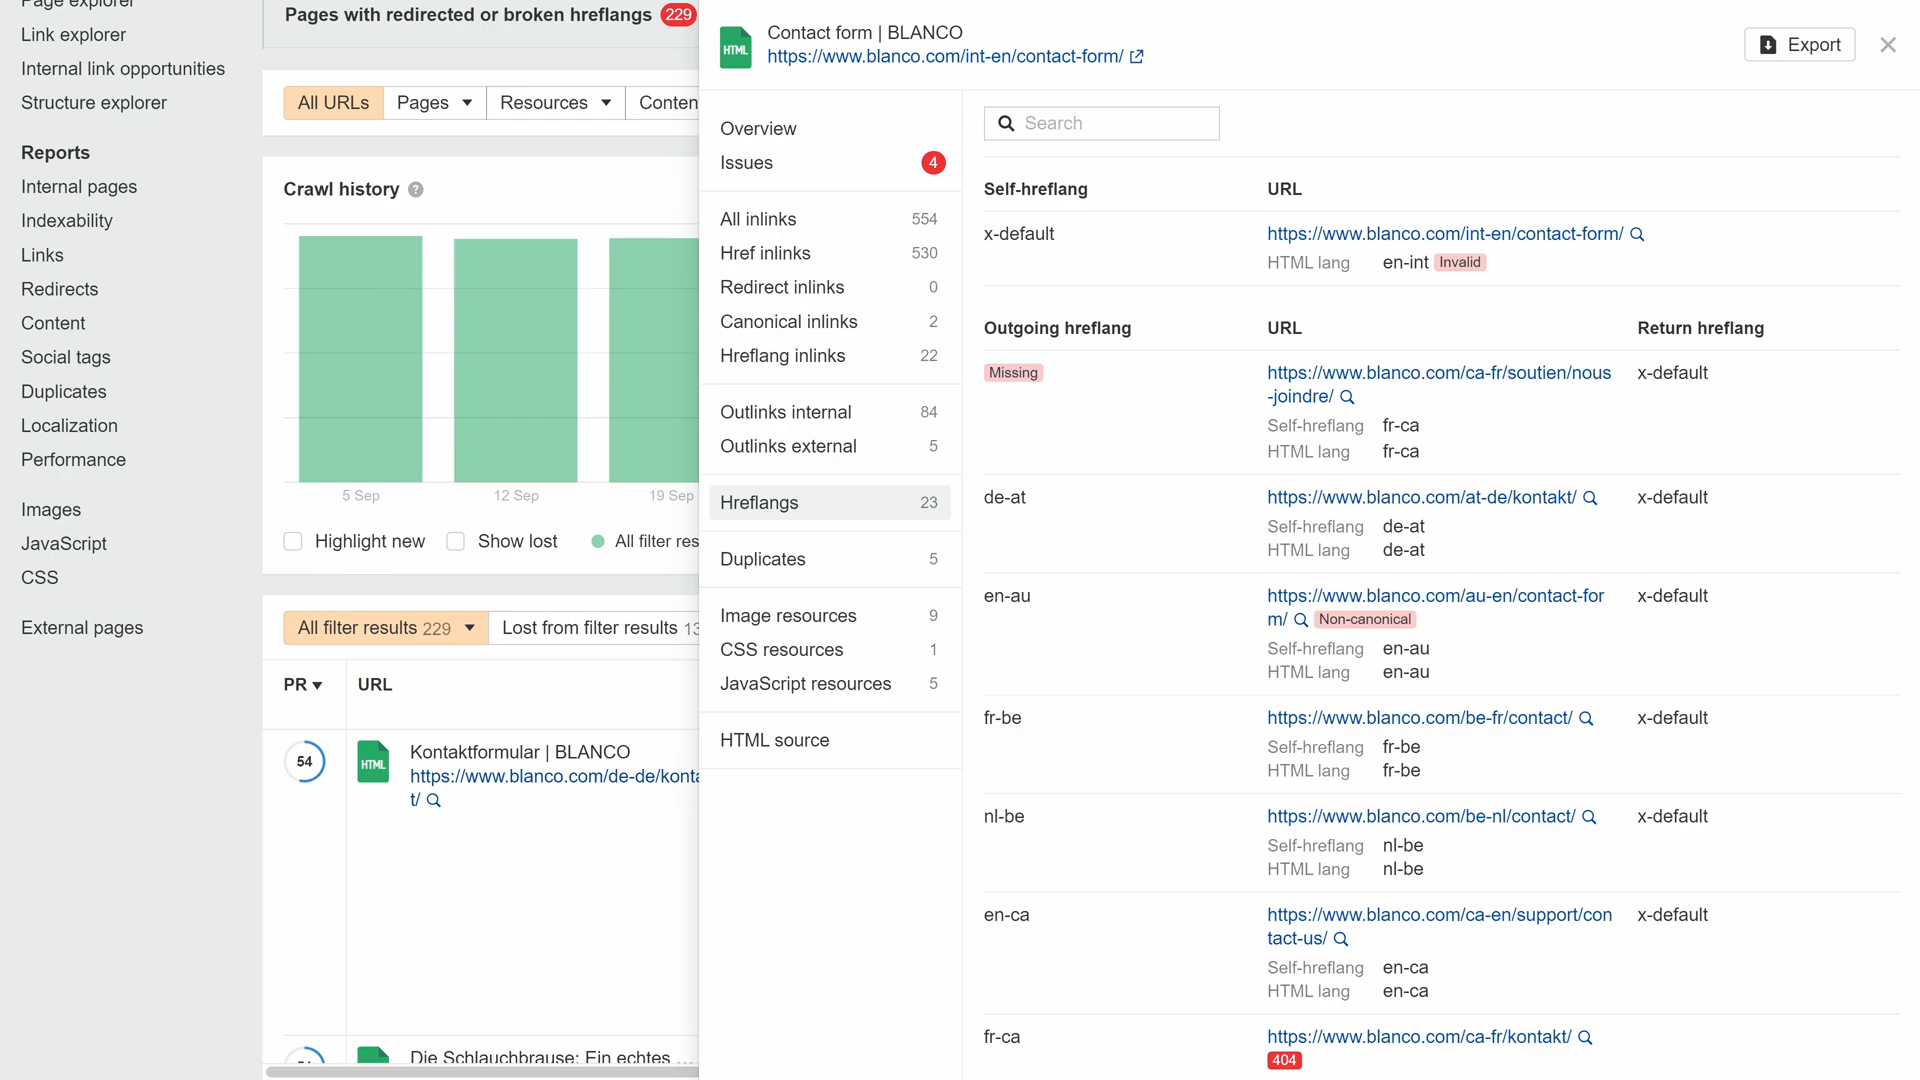 Page explorer
Link explorer
Internal link opportunities
Structure explorer
Reports
Internal pages
Indexability
Links
Redirects
Content
Social tags
Duplicates
Localization
Performance
Images
JavaScript
CSS
External pages
Pages with redirected or broken hreflangs 229
All URLs Pages Resources Conten
Crawl history ?
5 Sep 12 Sep 19 Sep
Highlight new Show lost All filter res
All filter results 229 Lost from filter results 13
PR URL
54 HTML Kontaktformular | BLANCO
https://www.blanco.com/de-de/konta
t/
Die Schlauchbrause: Ein echtes ...
HTML Contact form | BLANCO
https://www.blanco.com/int-en/contact-form/
Export
Overview
Issues 4
All inlinks 554
Href inlinks 530
Redirect inlinks 0
Canonical inlinks 2
Hreflang inlinks 22
Outlinks internal 84
Outlinks external 5
Hreflangs 23
Duplicates 5
Image resources 9
CSS resources 1
JavaScript resources 5
HTML source
Search
Self-hreflang URL
x-default https://www.blanco.com/int-en/contact-form/
HTML lang en-int Invalid
Outgoing hreflang URL Return hreflang
Missing https://www.blanco.com/ca-fr/soutien/nous x-default
-joindre/
Self-hreflang fr-ca
HTML lang fr-ca
de-at https://www.blanco.com/at-de/kontakt/ x-default
Self-hreflang de-at
HTML lang de-at
en-au https://www.blanco.com/au-en/contact-for x-default
m/ Non-canonical
Self-hreflang en-au
HTML lang en-au
fr-be https://www.blanco.com/be-fr/contact/ x-default
Self-hreflang fr-be
HTML lang fr-be
nl-be https://www.blanco.com/be-nl/contact/ x-default
Self-hreflang nl-be
HTML lang nl-be
en-ca https://www.blanco.com/ca-en/support/con x-default
tact-us/
Self-hreflang en-ca
HTML lang en-ca
fr-ca https://www.blanco.com/ca-fr/kontakt/
404